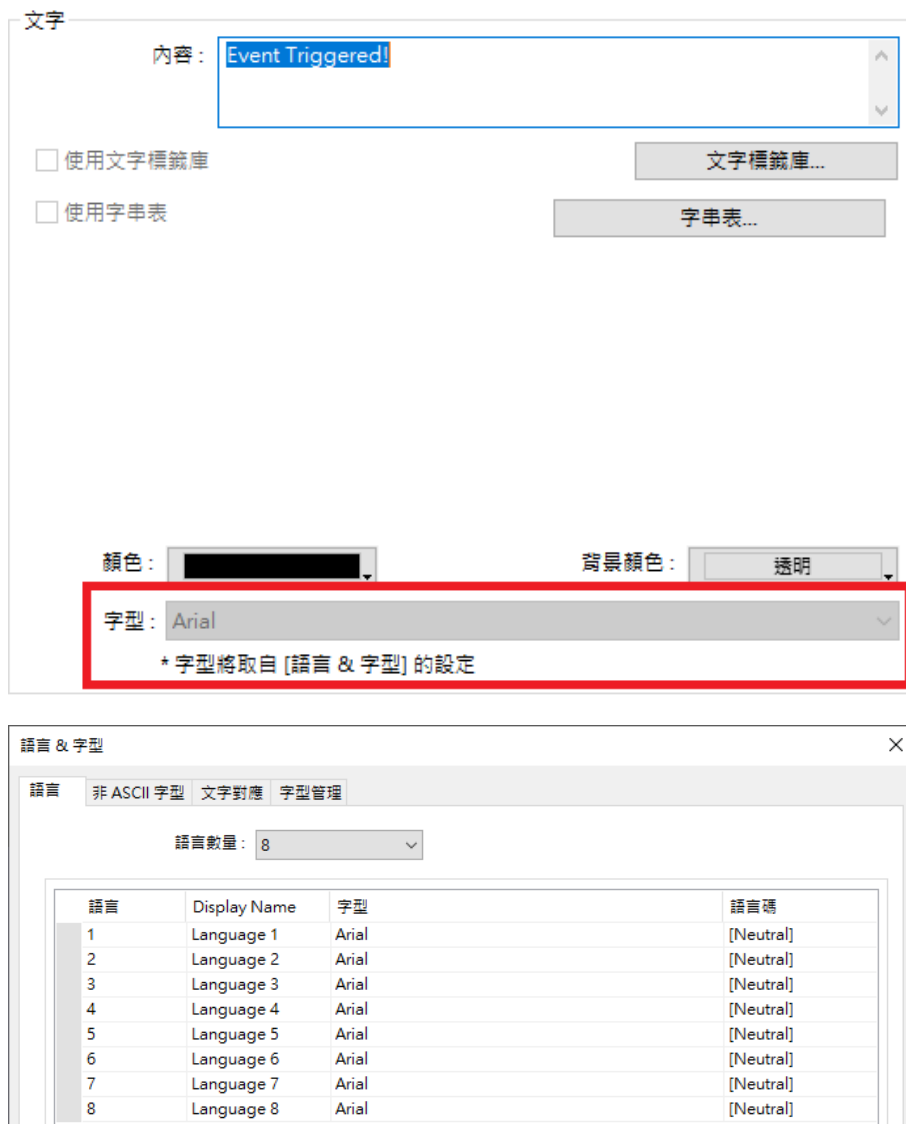 文字
內容 : Event Triggered!
使用文字標籤庫 文字標籤庫...
使用字串表 字串表...
顏色 : 背景顏色 : 透明
字型 : Arial
* 字型將取自 [語言 & 字型] 的設定
語言 & 字型
語言 非 ASCII 字型 文字對應 字型管理
語言數量 : 8
語言 Display Name 字型 語言碼
1 Language 1 Arial [Neutral]
2 Language 2 Arial [Neutral]
3 Language 3 Arial [Neutral]
4 Language 4 Arial [Neutral]
5 Language 5 Arial [Neutral]
6 Language 6 Arial [Neutral]
7 Language 7 Arial [Neutral]
8 Language 8 Arial [Neutral]